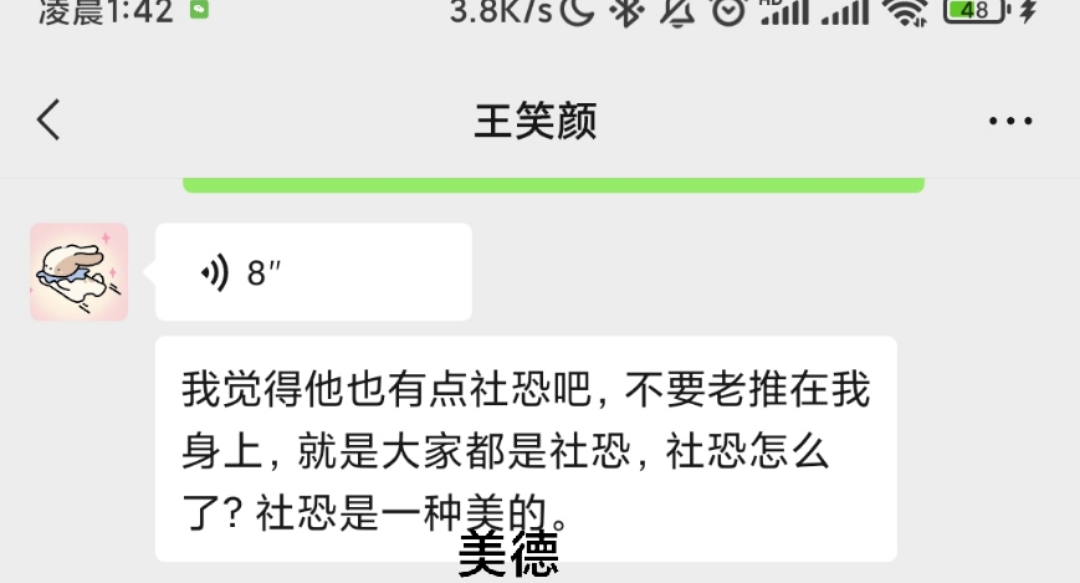 凌晨1:42
3.8K/s
HD
48
王笑颜
8"
我觉得他也有点社恐吧，不要老推在我
身上，就是大家都是社恐，社恐怎么
了？社恐是一种美的。
美德